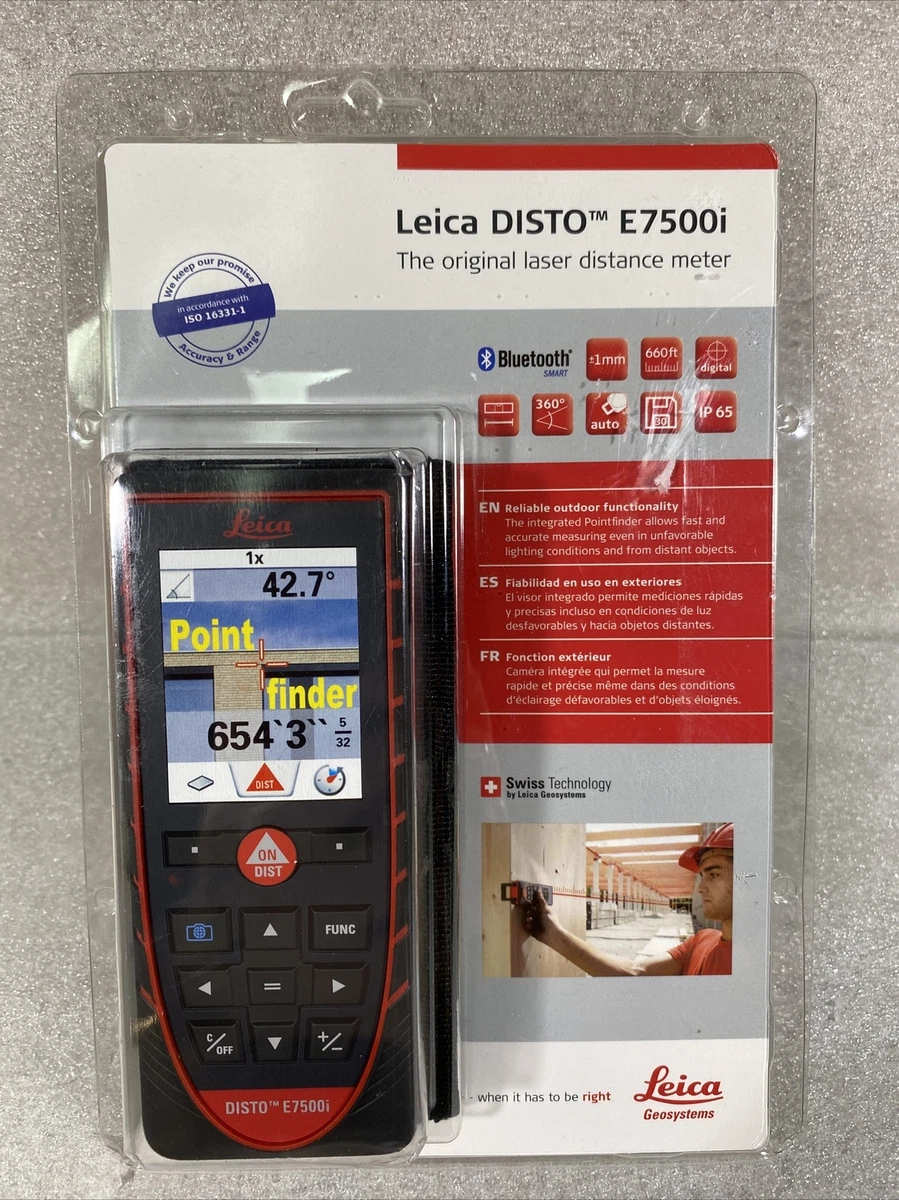 Leica DISTO™ E7500i
The original laser distance meter
We keep our promise
in accordance with
ISO 16331-1
Accuracy & Range
Bluetooth®
SMART
±1mm
660ft
digital
360°
auto
30
IP 65
EN Reliable outdoor functionality
The integrated Pointfinder allows fast and
accurate measuring even in unfavorable
lighting conditions and from distant objects.
ES Fiabilidad en uso en exteriores
El visor integrado permite mediciones rápidas
y precisas incluso en condiciones de luz
desfavorables y hacia objetos distantes.
FR Fonction extérieur
Caméra intégrée qui permet la mesure
rapide et précise même dans des conditions
d'éclairage défavorables et d'objets éloignés.
Swiss Technology
by Leica Geosystems
Leica
1x
42.7°
Point
finder
654`3`` 5/32
DIST
ON
DIST
FUNC
=
C/OFF
+/−
DISTO™ E7500i
- when it has to be right
Leica
Geosystems